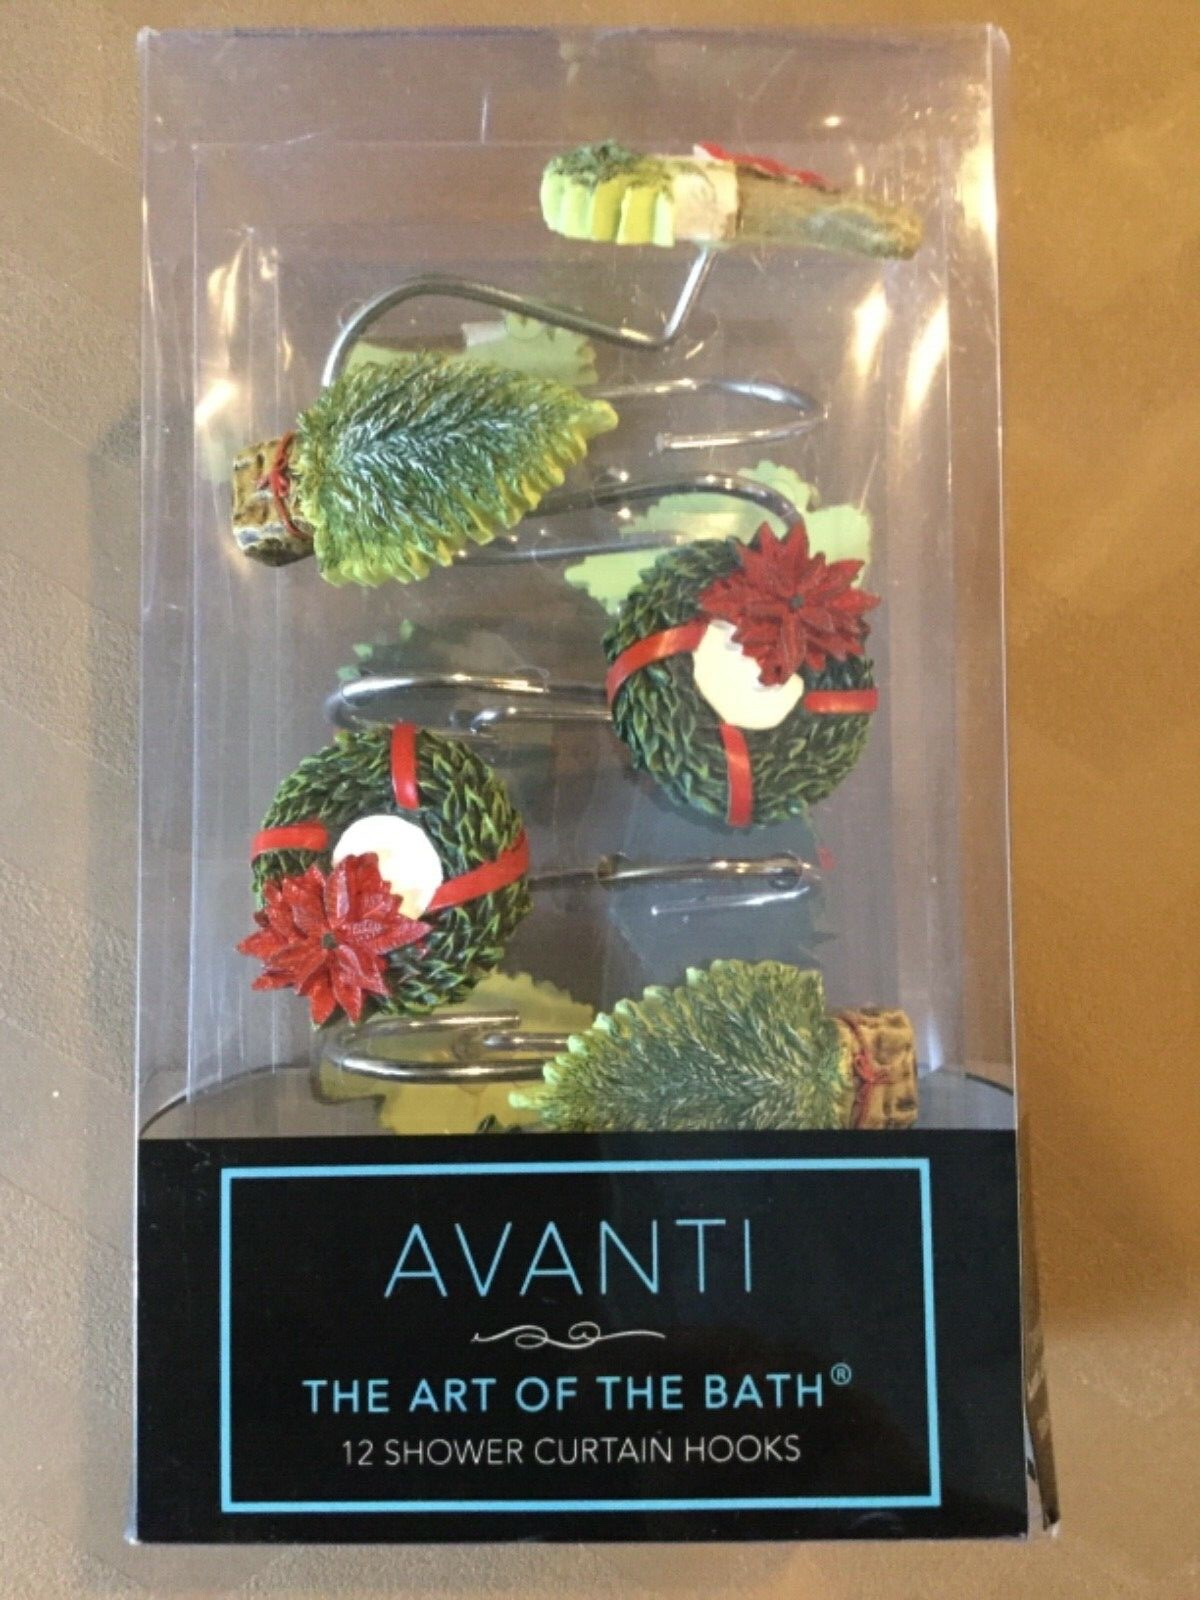 AVANTI
THE ART OF THE BATH®
12 SHOWER CURTAIN HOOKS